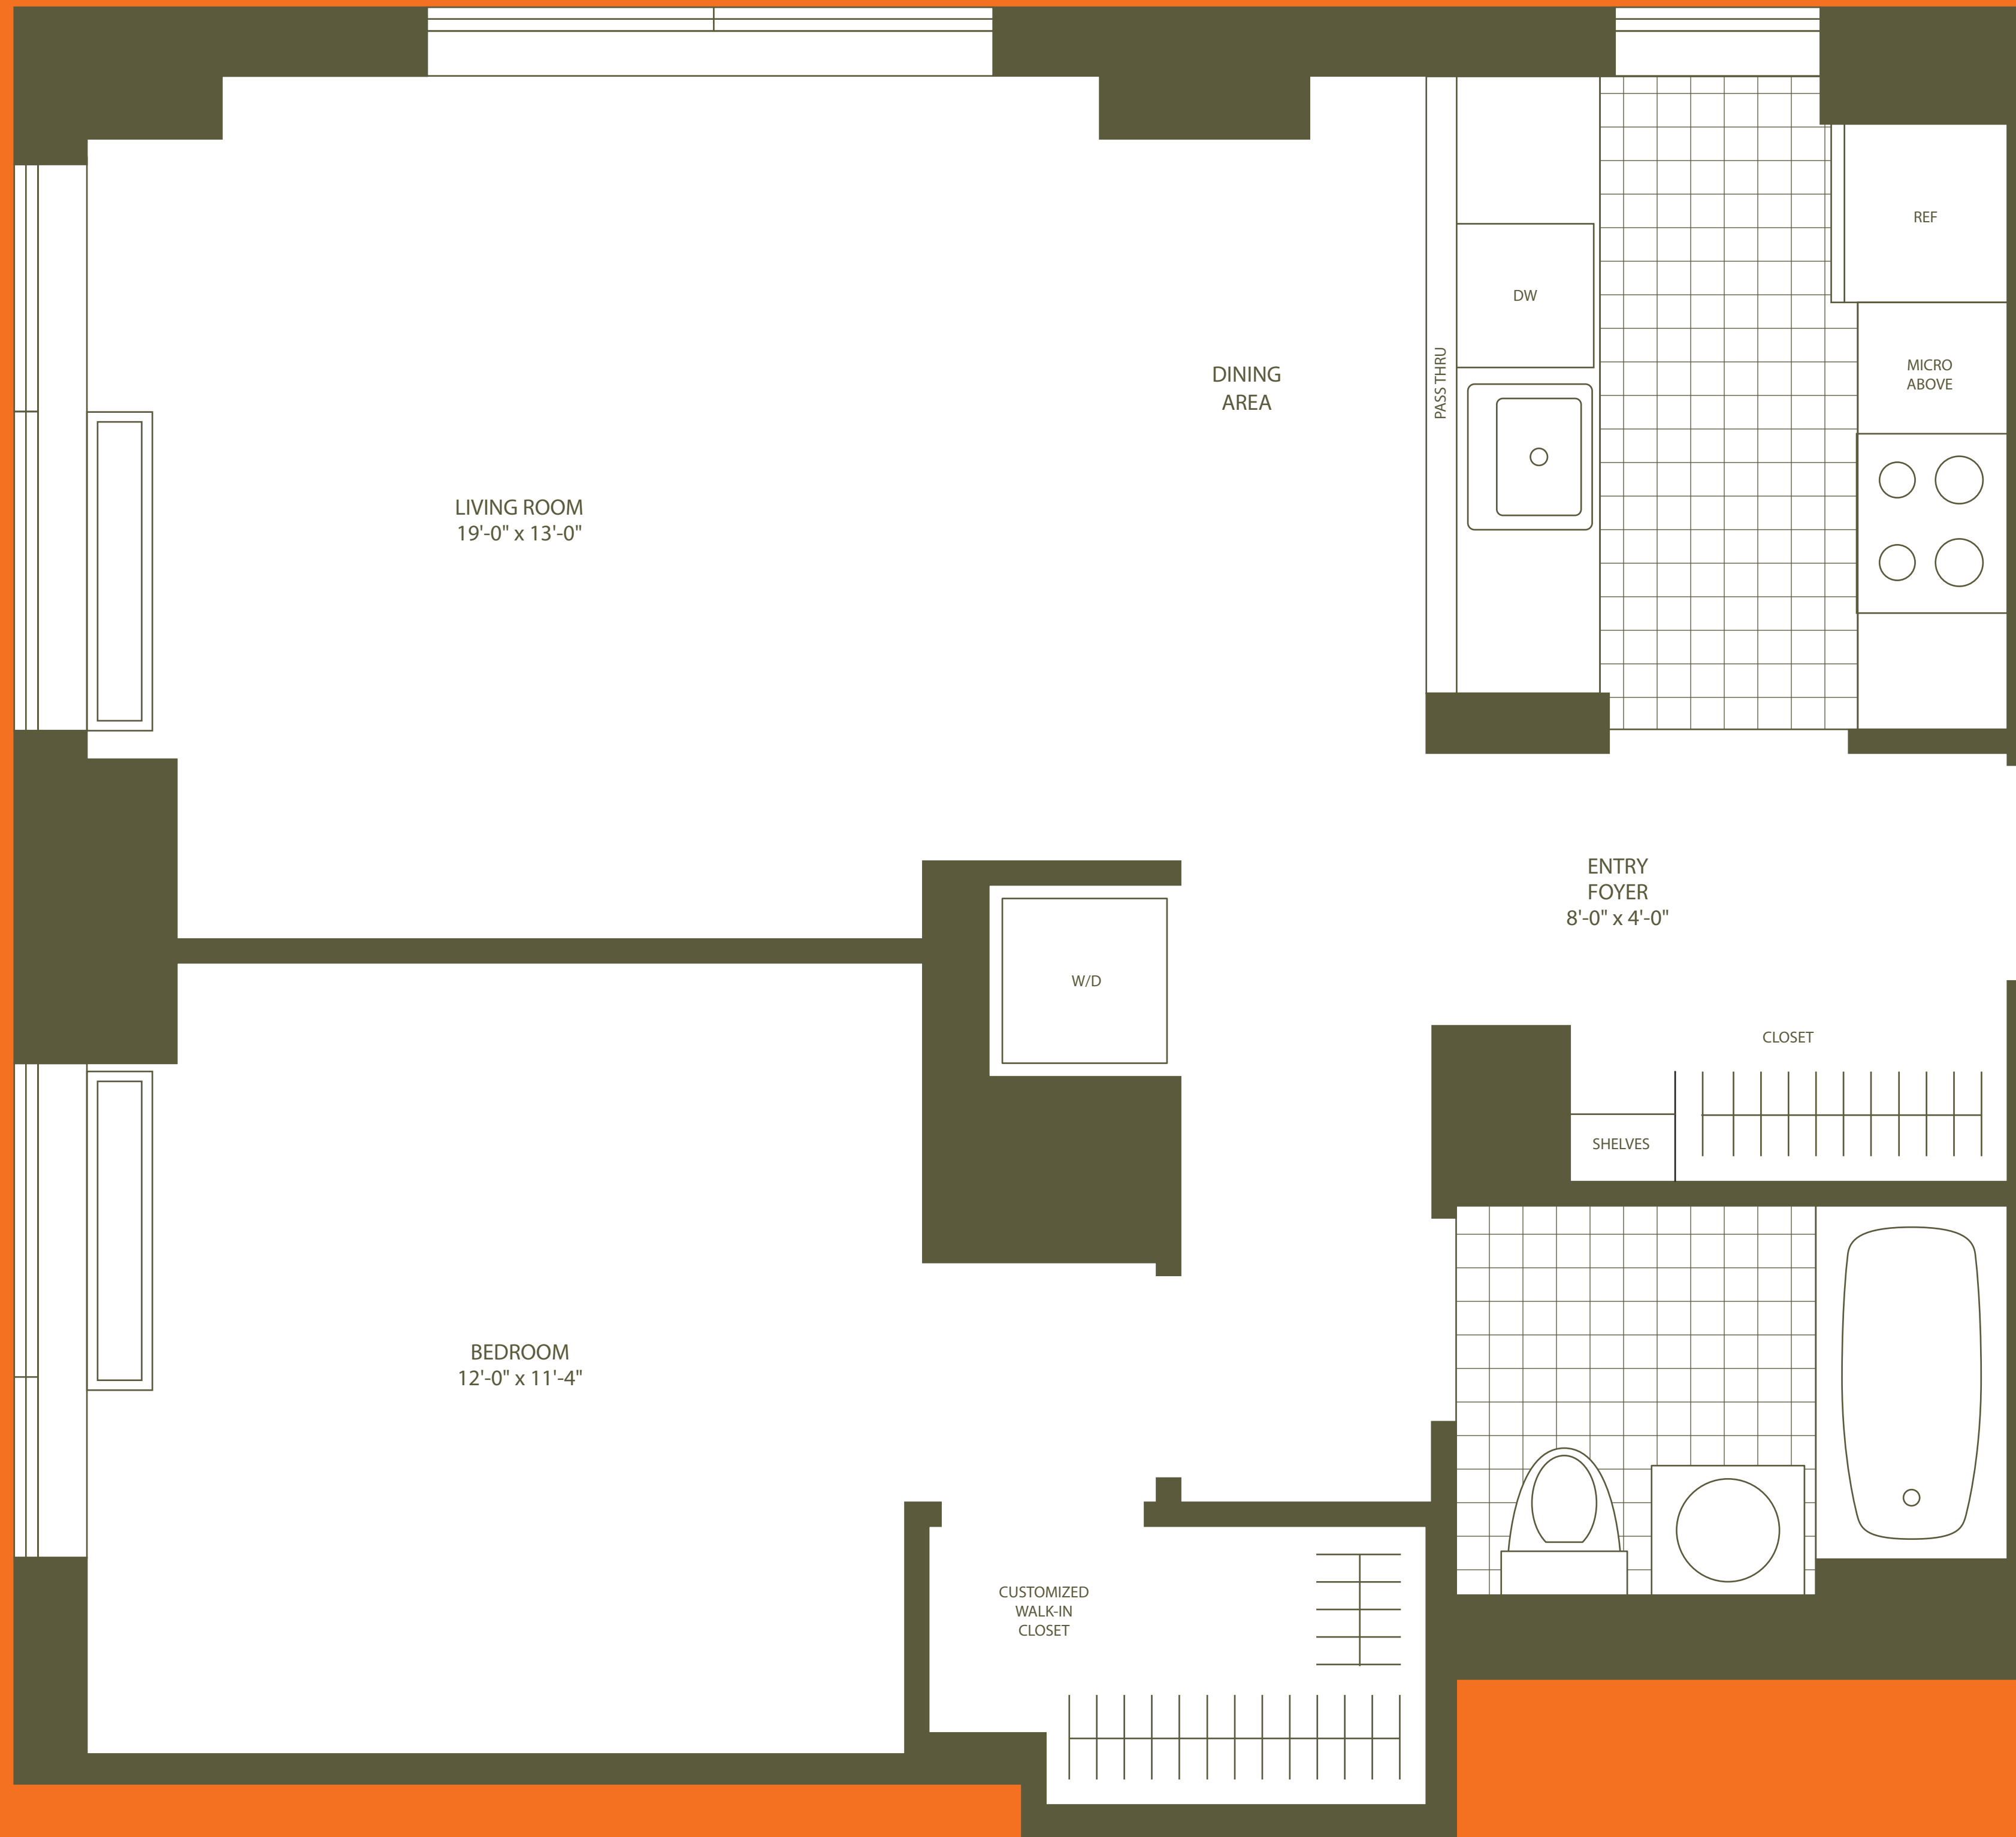 REF
DW
PASS THRU
MICRO
ABOVE
DINING
AREA
LIVING ROOM
19'-0" x 13'-0"
ENTRY
FOYER
8'-0" x 4'-0"
W/D
CLOSET
SHELVES
BEDROOM
12'-0" x 11'-4"
CUSTOMIZED
WALK-IN
CLOSET